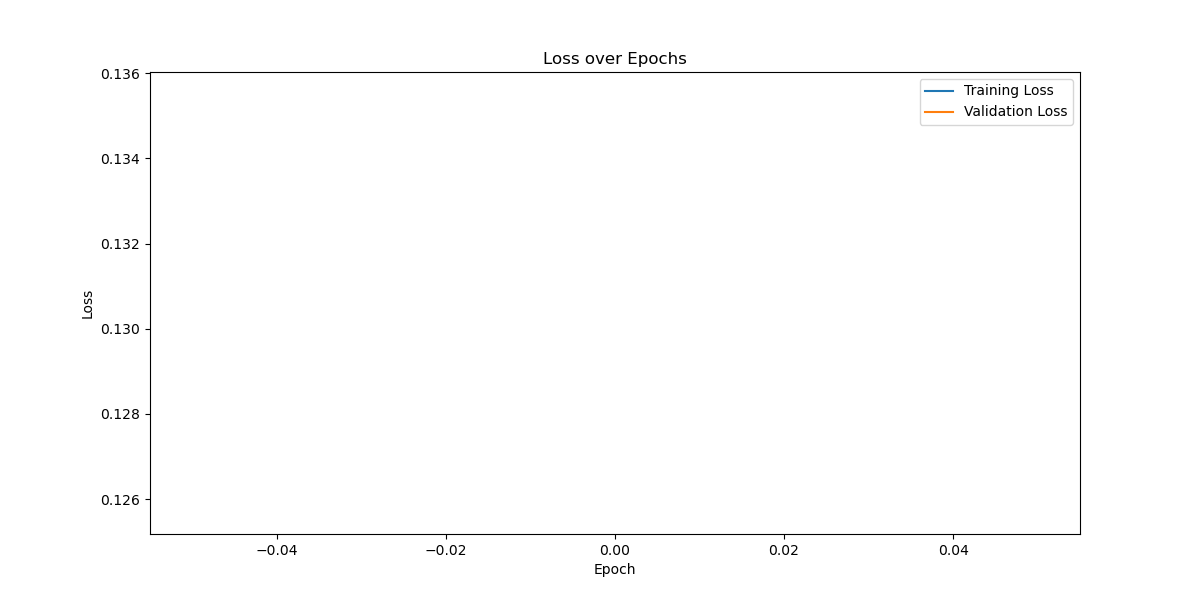 Loss over Epochs
Training Loss
Validation Loss
0.136
0.134
0.132
0.130
0.128
0.126
Loss
−0.04
−0.02
0.00
0.02
0.04
Epoch